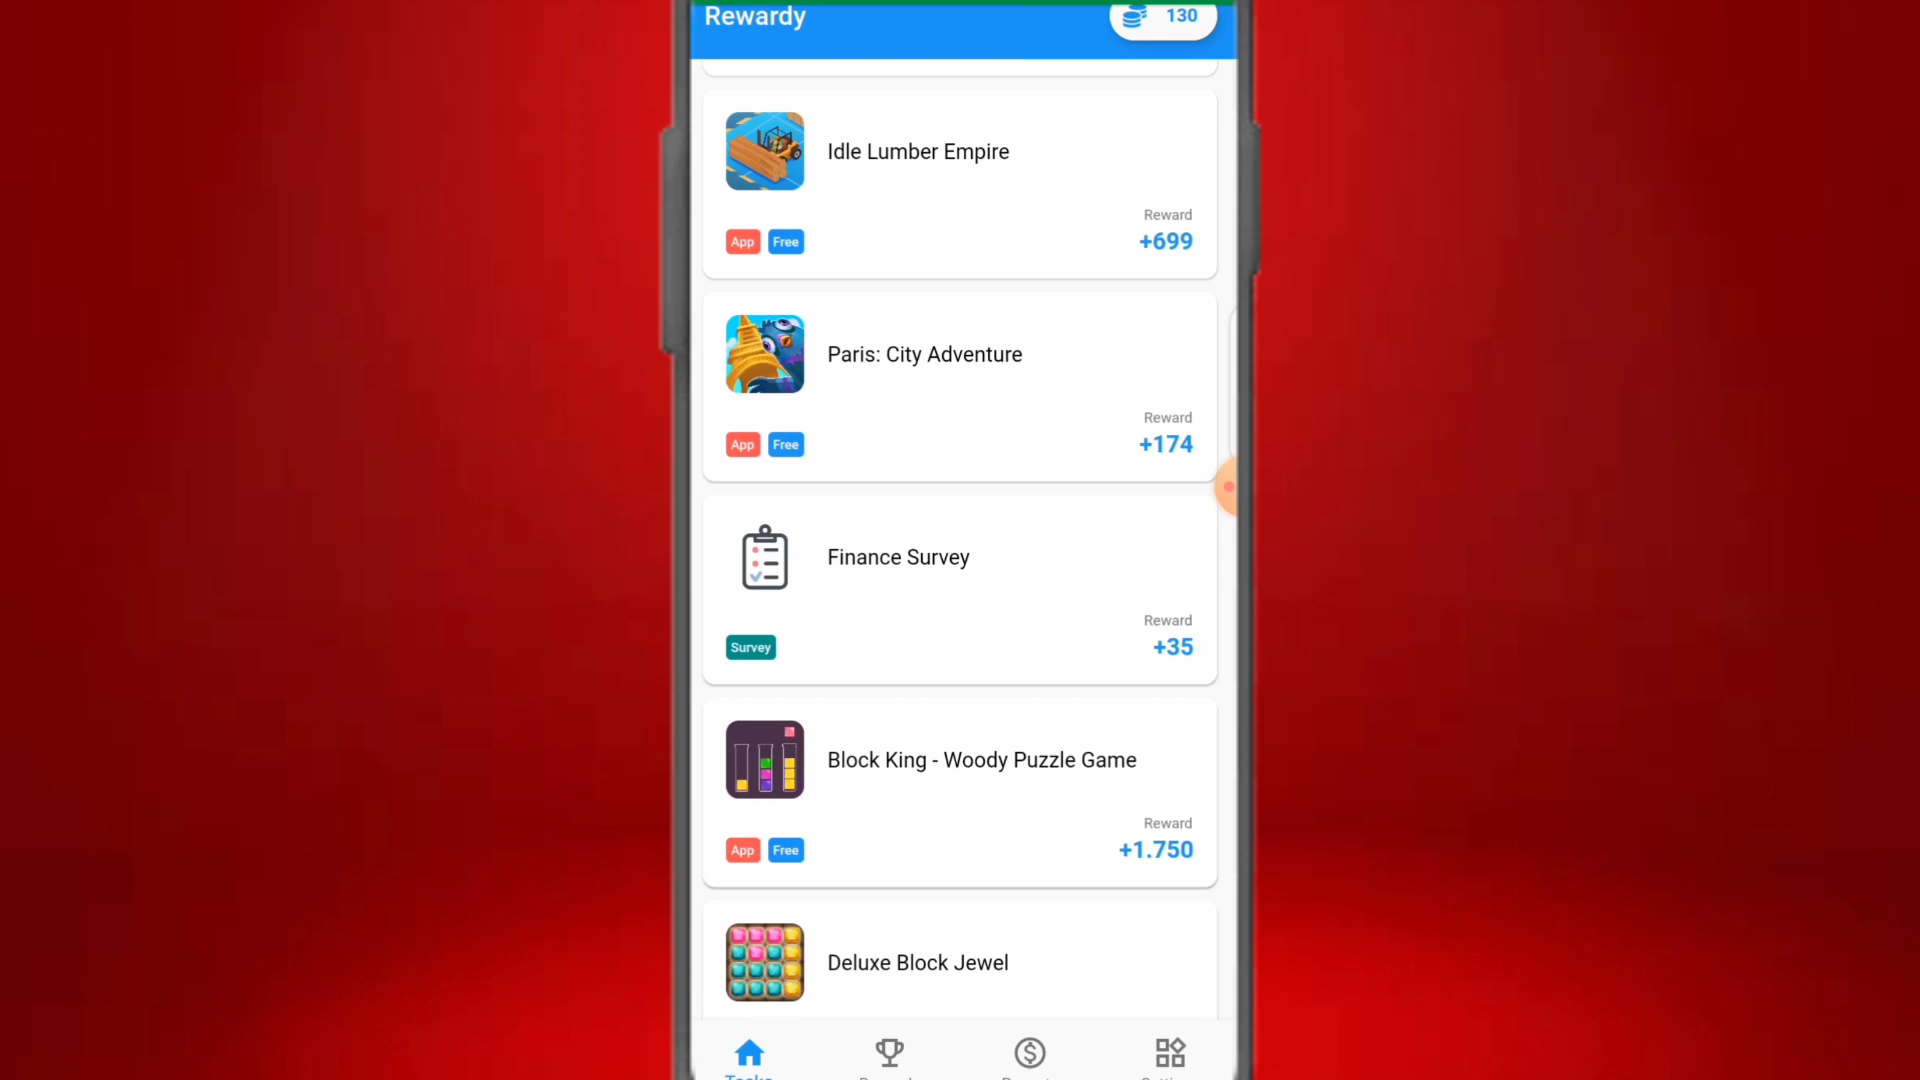 Rewardy
130
Idle Lumber Empire
Reward
App Free
+699
Paris: City Adventure
Reward
App Free
+174
Finance Survey
Reward
Survey
+35
Block King - Woody Puzzle Game
Reward
App Free
+1.750
Deluxe Block Jewel